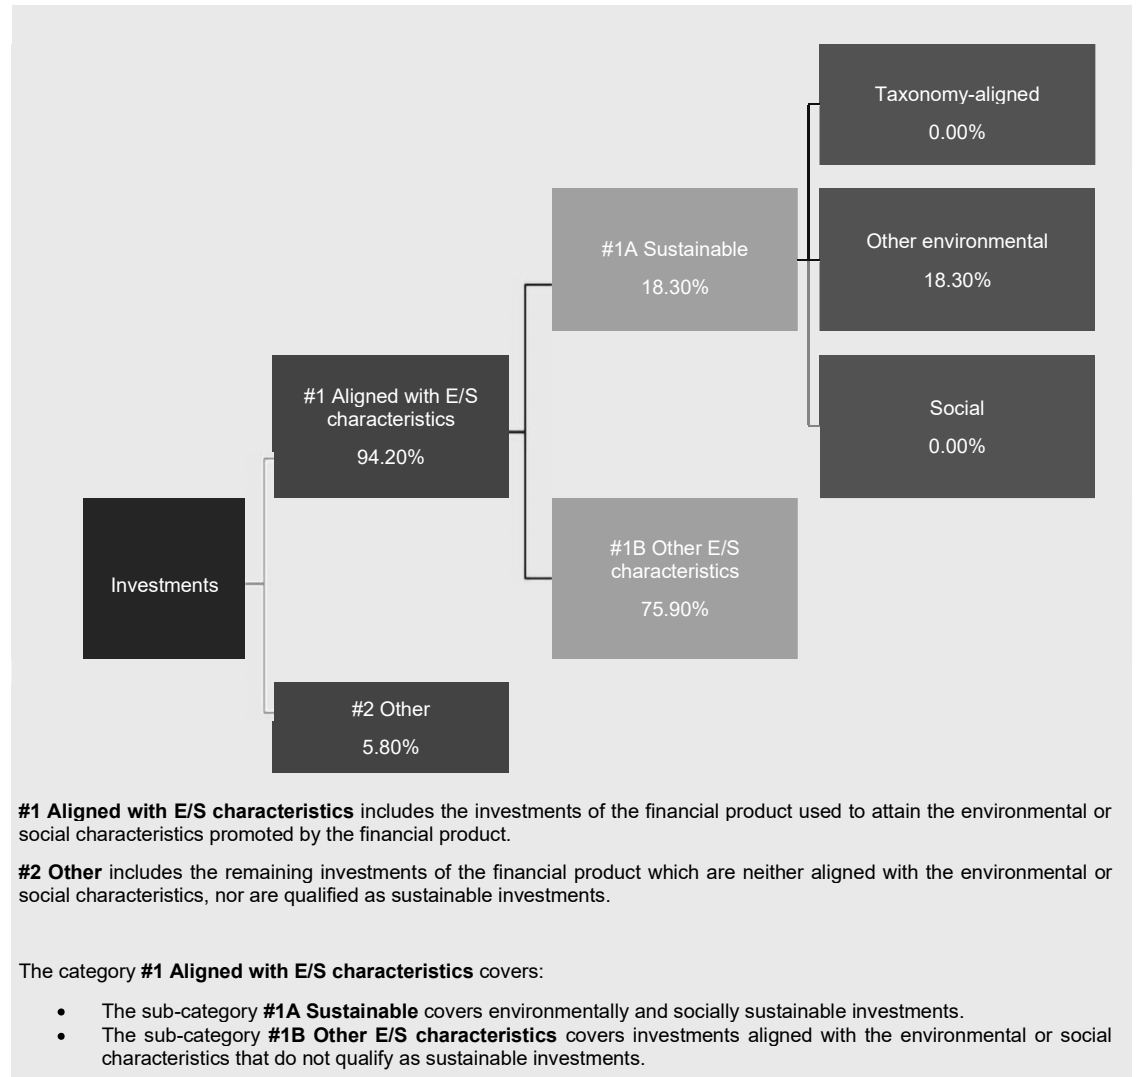 Taxonomy-aligned
0.00%
#1A Sustainable
18.30%
Other environmental
18.30%
#1 Aligned with E/S
characteristics
94.20%
Social
0.00%
Investments
#1B Other E/S
characteristics
75.90%
#2 Other
5.80%
#1 Aligned with E/S characteristics includes the investments of the financial product used to attain the environmental or
social characteristics promoted by the financial product.
#2 Other includes the remaining investments of the financial product which are neither aligned with the environmental or
social characteristics, nor are qualified as sustainable investments.
The category #1 Aligned with E/S characteristics covers:
• The sub-category #1A Sustainable covers environmentally and socially sustainable investments.
• The sub-category #1B Other E/S characteristics covers investments aligned with the environmental or social
characteristics that do not qualify as sustainable investments.